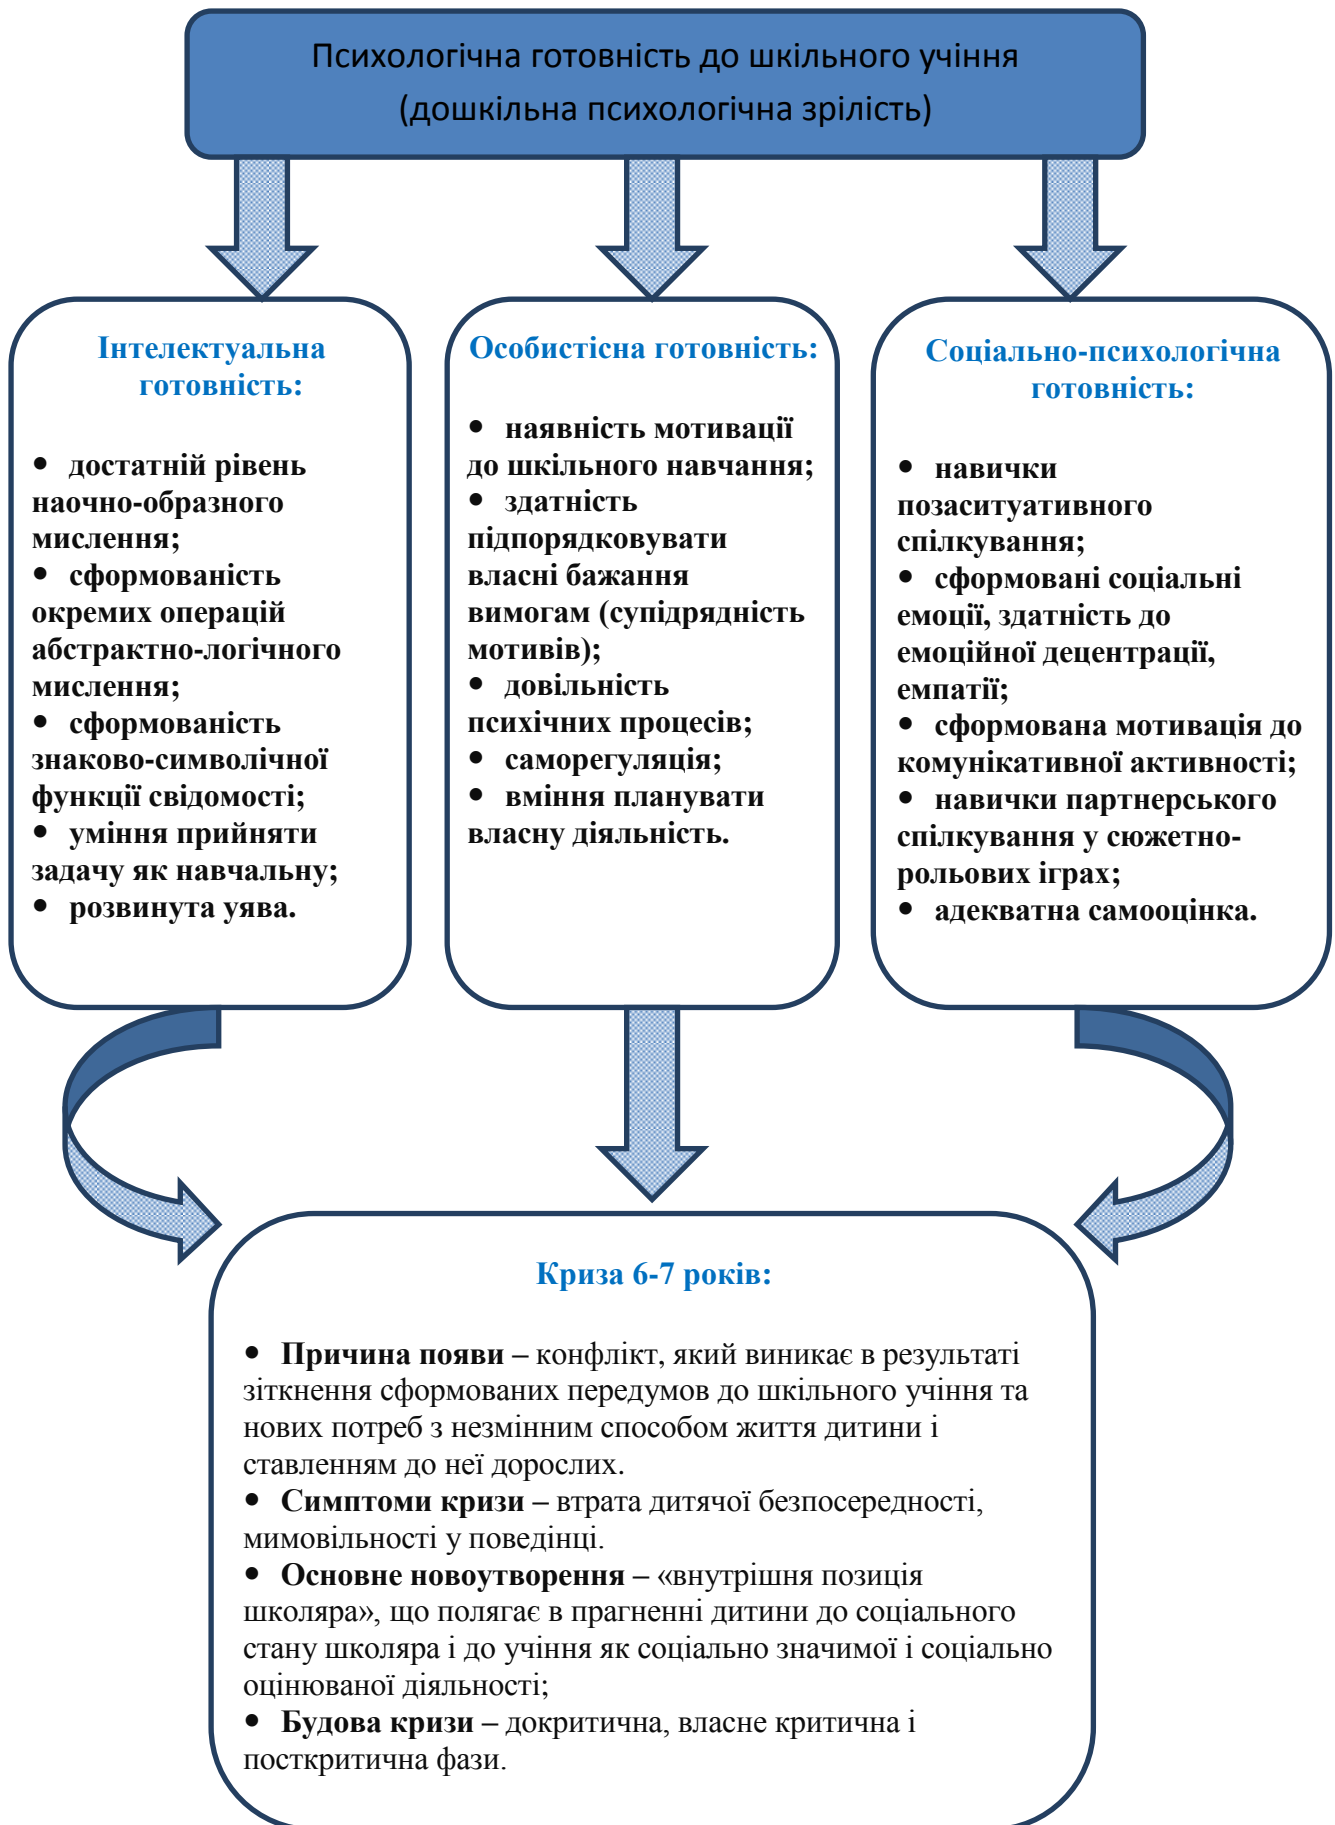 Психологічна готовність до шкільного учіння
(дошкільна психологічна зрілість)
Інтелектуальна
готовність:
• достатній рівень
наочно-образного
мислення;
• сформованість
окремих операцій
абстрактно-логічного
мислення;
• сформованість
знаково-символічної
функції свідомості;
• уміння прийняти
задачу як навчальну;
• розвинута уява.
Особистісна готовність:
• наявність мотивації
до шкільного навчання;
• здатність
підпорядковувати
власні бажання
вимогам (супідрядність
мотивів);
• довільність
психічних процесів;
• саморегуляція;
• вміння планувати
власну діяльність.
Соціально-психологічна
готовність:
• навички
позаситуативного
спілкування;
• сформовані соціальні
емоції, здатність до
емоційної децентрації,
емпатії;
• сформована мотивація до
комунікативної активності;
• навички партнерського
спілкування у сюжетно-
рольових іграх;
• адекватна самооцінка.
Криза 6-7 років:
• Причина появи – конфлікт, який виникає в результаті
зіткнення сформованих передумов до шкільного учіння та
нових потреб з незмінним способом життя дитини і
ставленням до неї дорослих.
• Симптоми кризи – втрата дитячої безпосередності,
мимовільності у поведінці.
• Основне новоутворення – «внутрішня позиція
школяра», що полягає в прагненні дитини до соціального
стану школяра і до учіння як соціально значимої і соціально
оцінюваної діяльності;
• Будова кризи – докритична, власне критична і
посткритична фази.